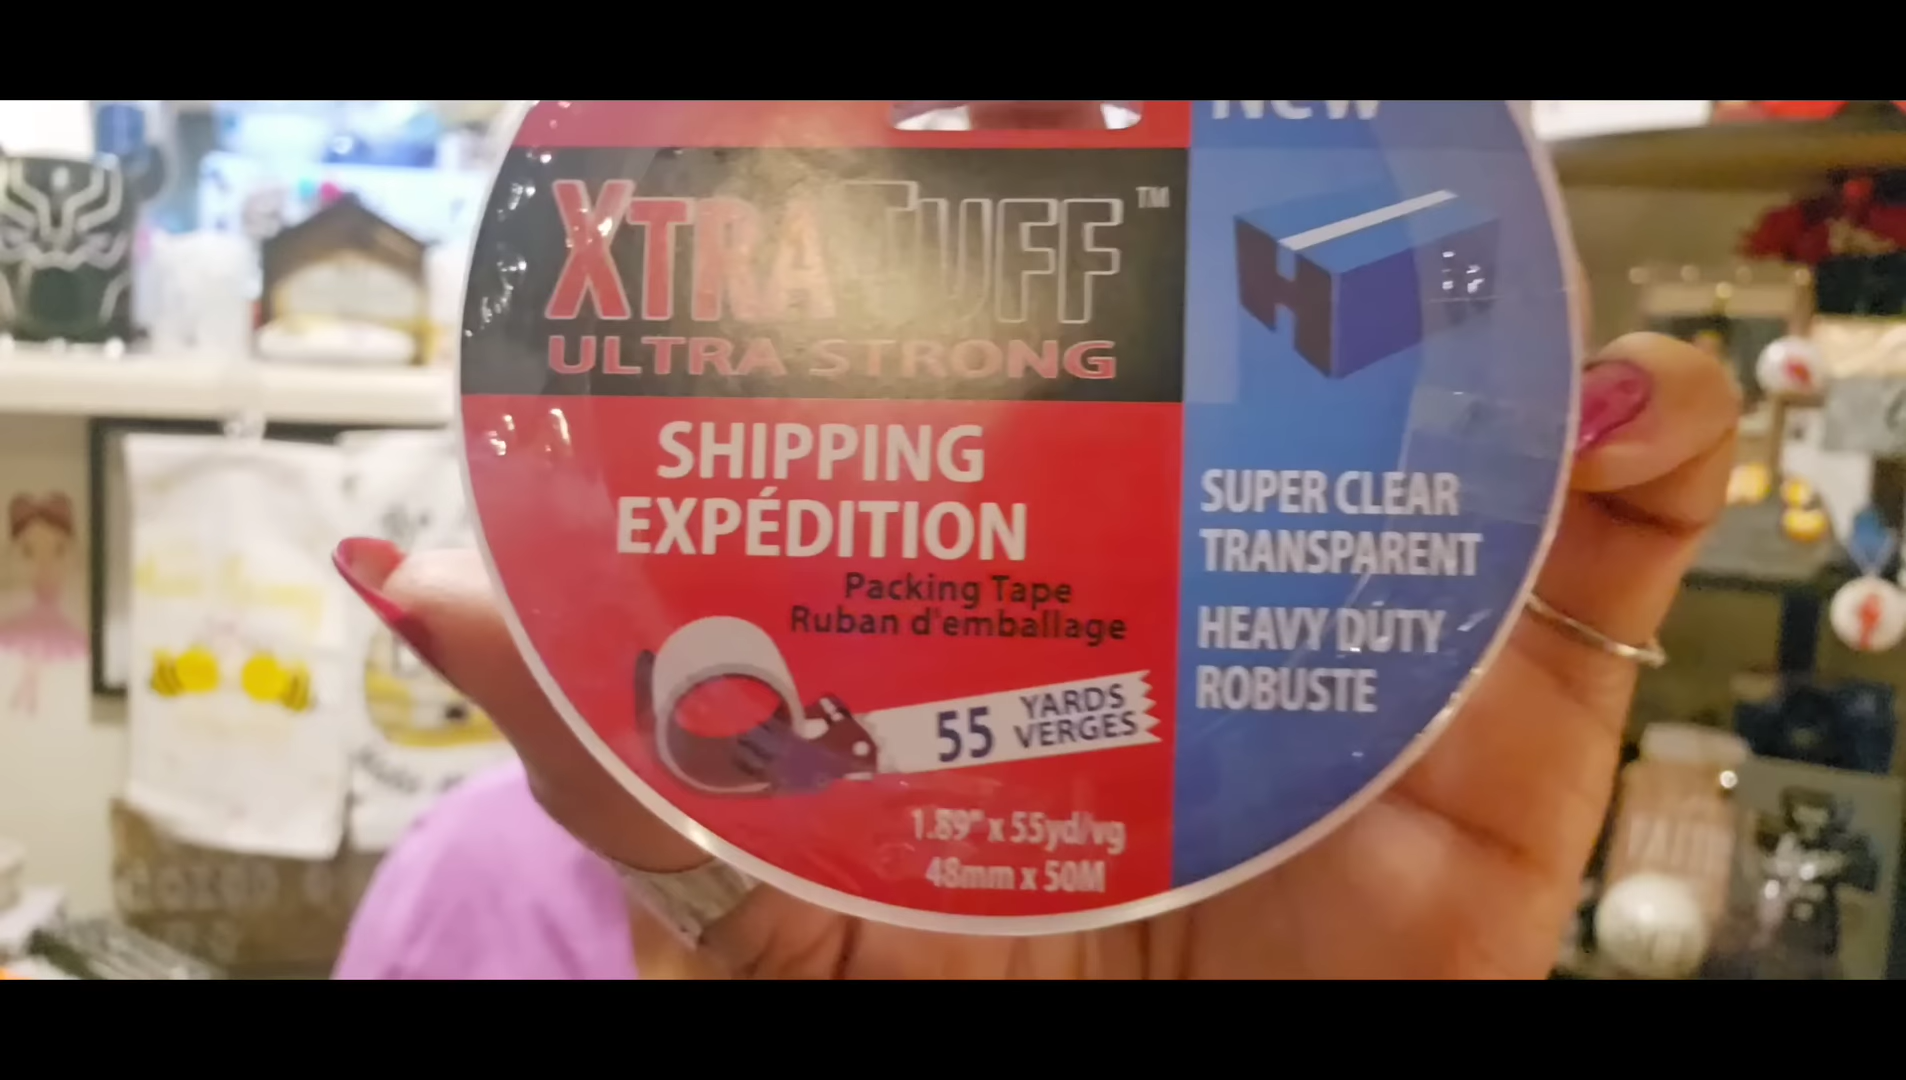 NEW
XTRATUFF™
ULTRA STRONG
SHIPPING
EXPÉDITION
Packing Tape
Ruban d'emballage
55 YARDS
VERGES
1.89" x 55yd/vg
48mm x 50M
SUPER CLEAR
TRANSPARENT
HEAVY DUTY
ROBUSTE